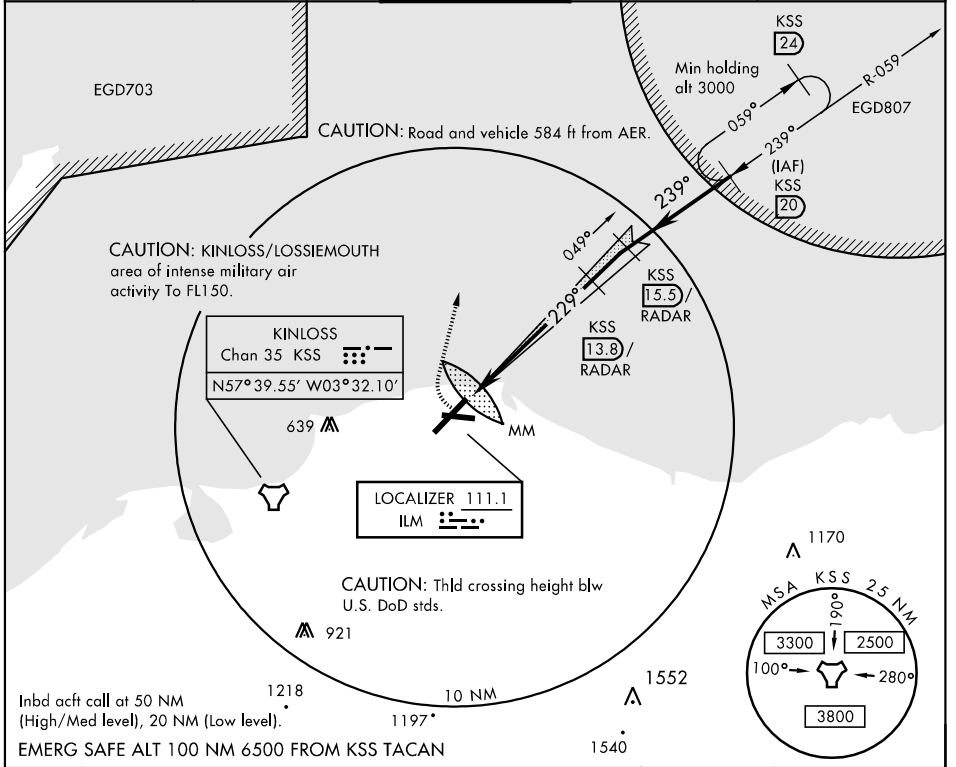 EGD703
KSS
24
Min holding
alt 3000
059°
R-059
EGD807
239°
(IAF)
KSS
20
CAUTION: Road and vehicle 584 ft from AER.
239°
049°
CAUTION: KINLOSS/LOSSIEMOUTH
area of intense military air
activity To FL150.
KSS
15.5/
RADAR
229°
KSS
13.8/
RADAR
KINLOSS
Chan 35 KSS
N57°39.55' W03°32.10'
639
MM
LOCALIZER 111.1
ILM
CAUTION: Thld crossing height blw
U.S. DoD stds.
921
1170
MSA KSS 25 NM
190°
3300
2500
100°
280°
3800
1552
1218
10 NM
1197
1540
Inbd acft call at 50 NM
(High/Med level), 20 NM (Low level).
EMERG SAFE ALT 100 NM 6500 FROM KSS TACAN